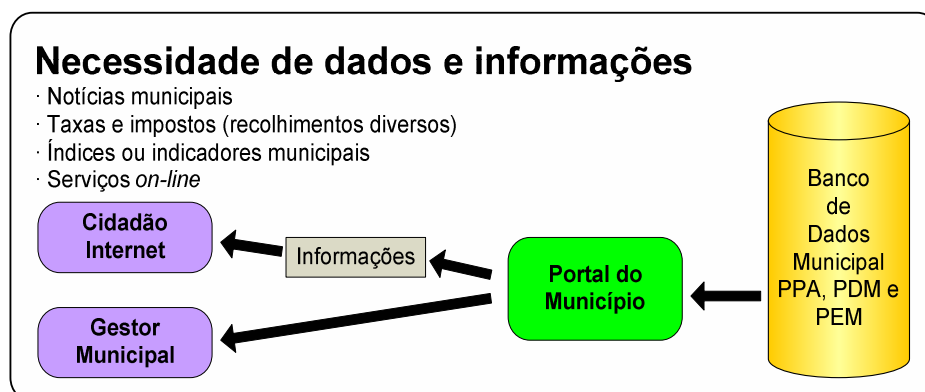 Necessidade de dados e informações
· Notícias municipais
· Taxas e impostos (recolhimentos diversos)
· Índices ou indicadores municipais
· Serviços on-line
Cidadão
Internet
Informações
Portal do
Município
Gestor
Municipal
Banco
de
Dados
Municipal
PPA, PDM e
PEM